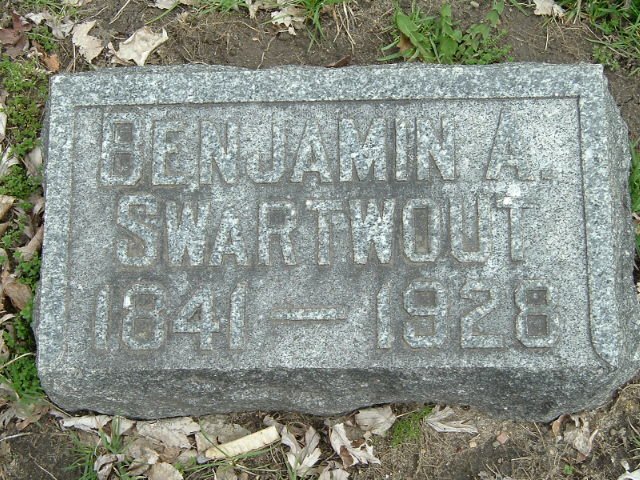 BENJAMIN A.
SWARTWOUT
1841 — 1928